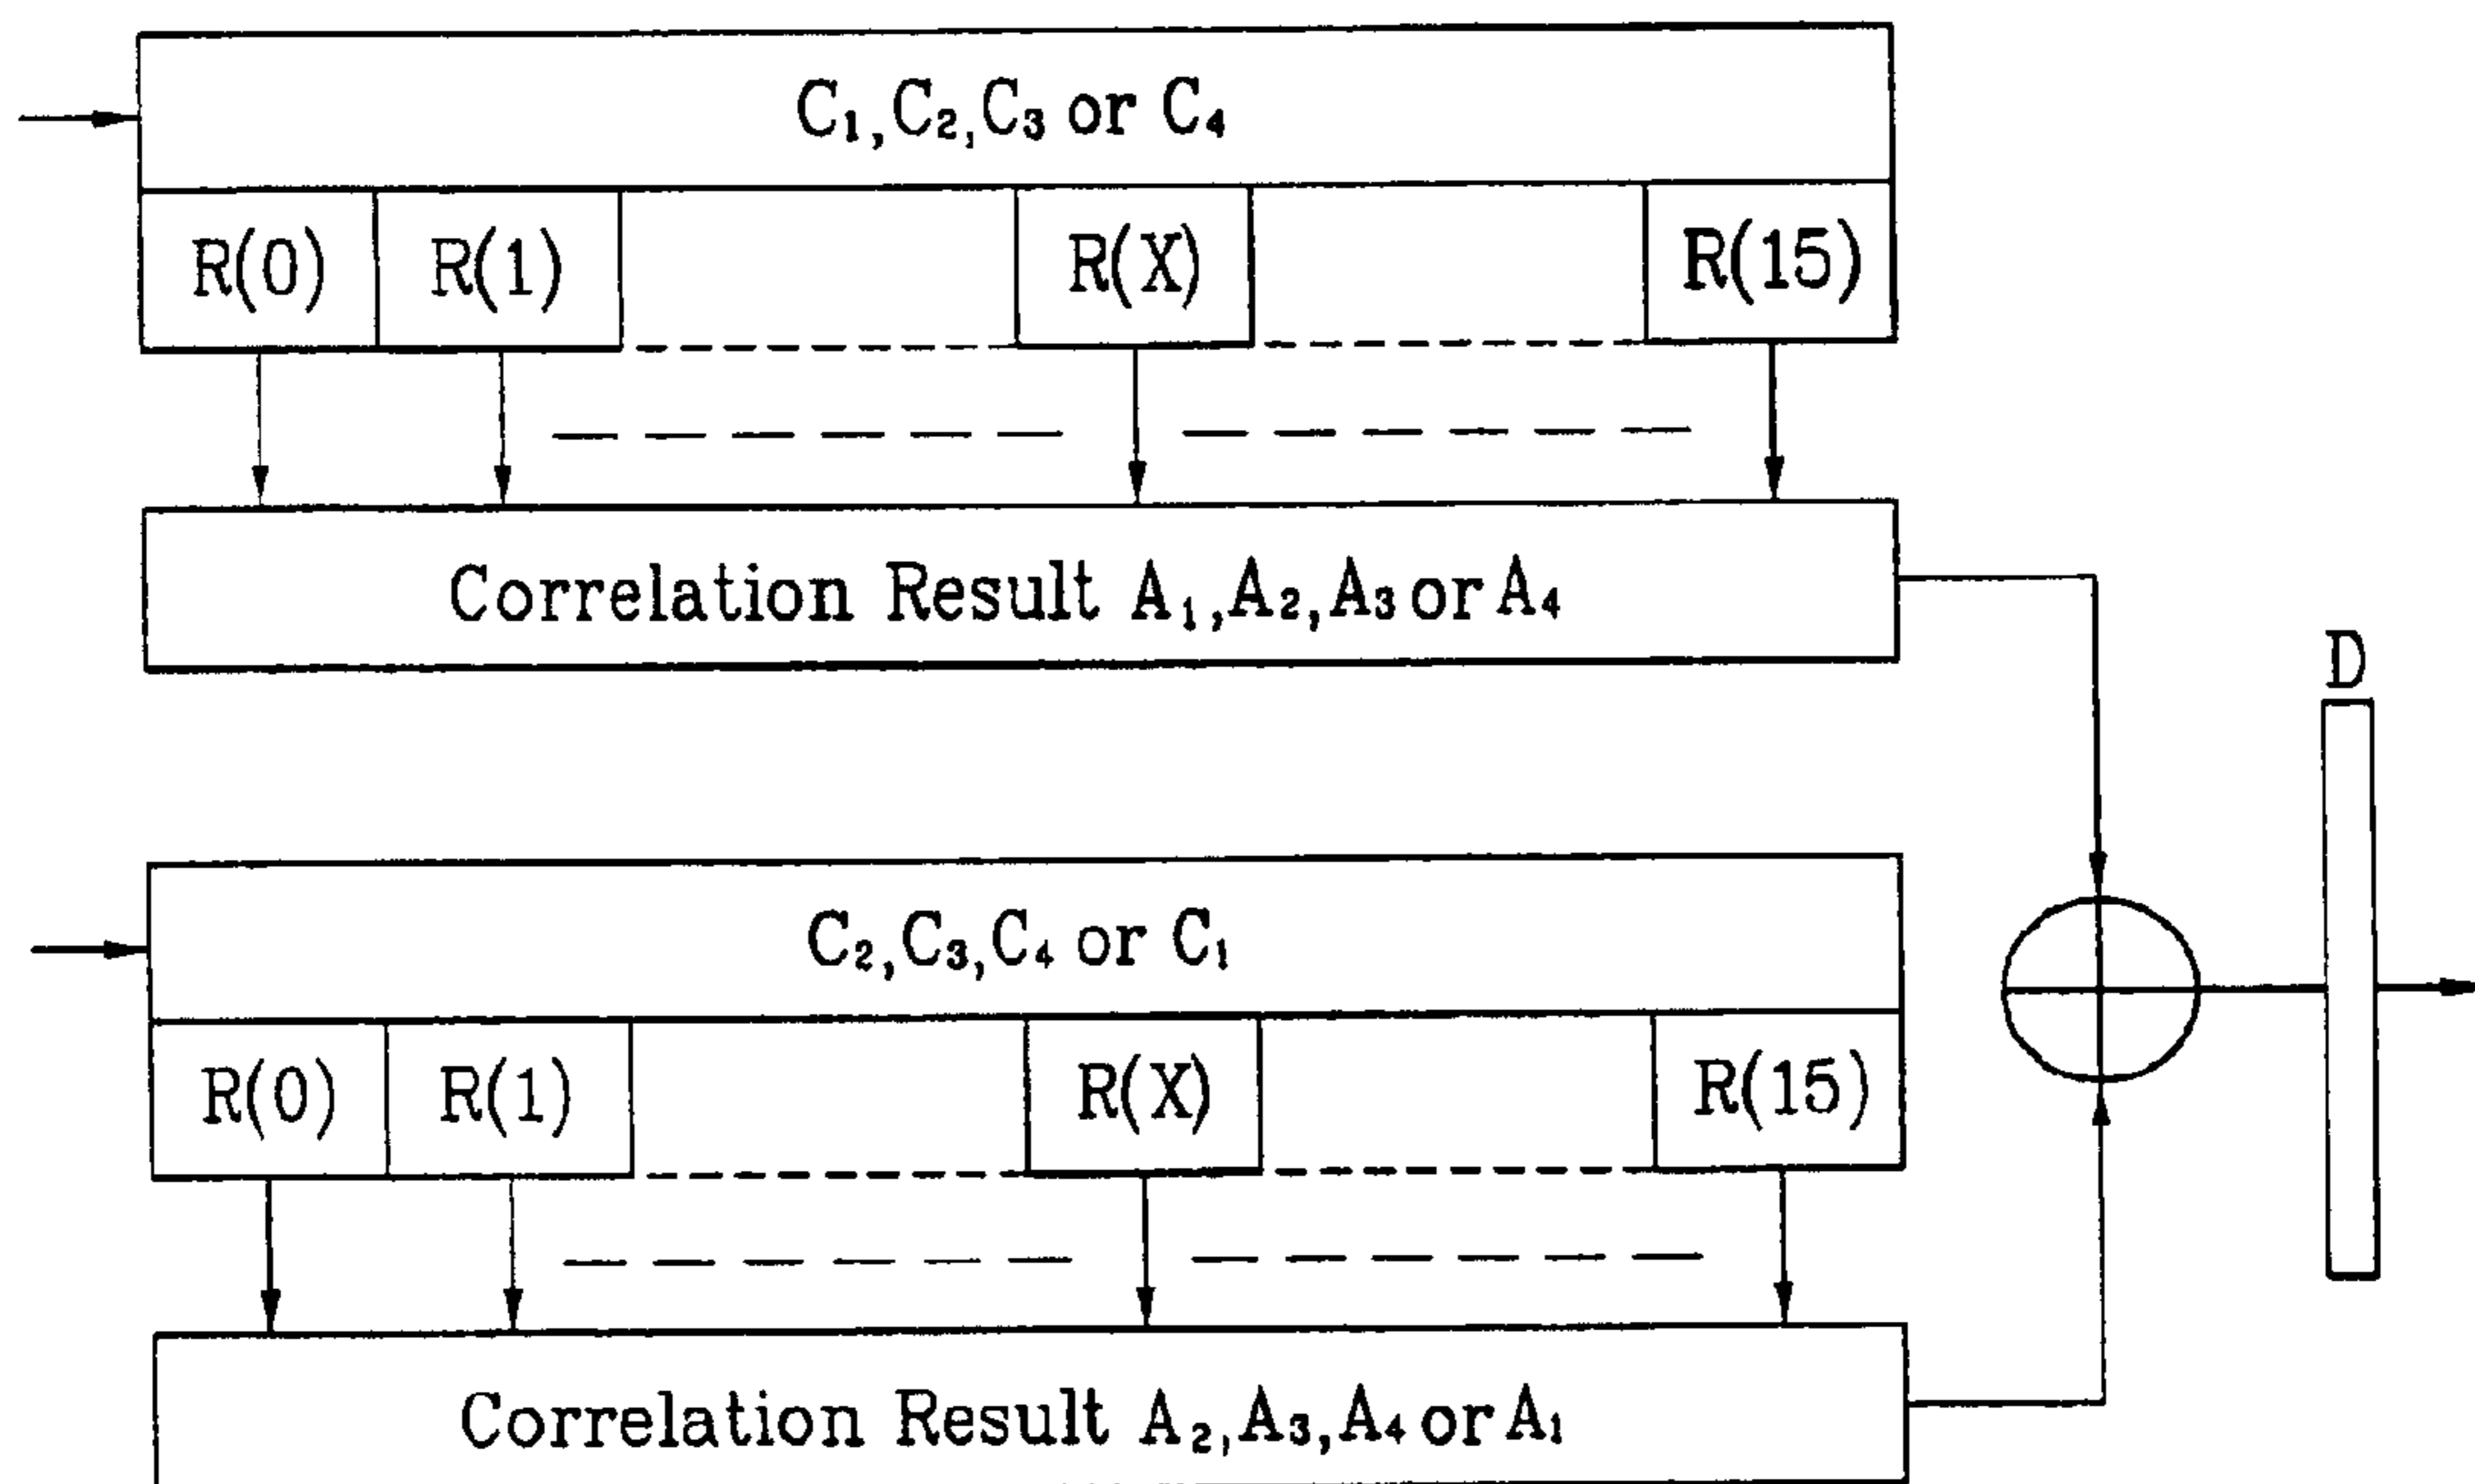 C₁,C₂,C₃ or C₄
R(0) R(1) R(X) R(15)
Correlation Result A₁,A₂,A₃ or A₄
D
C₂,C₃,C₄ or C₁
R(0) R(1) R(X) R(15)
Correlation Result A₂,A₃,A₄ or A₁